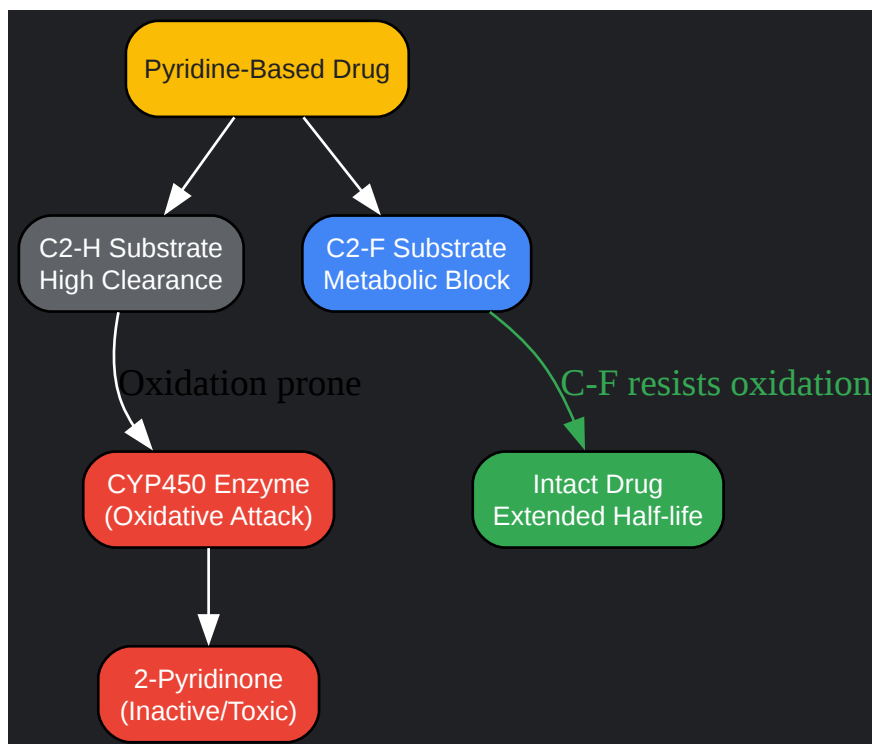 Pyridine-Based Drug
C2-H Substrate
High Clearance
C2-F Substrate
Metabolic Block
Oxidation prone
C-F resists oxidation
CYP450 Enzyme
(Oxidative Attack)
Intact Drug
Extended Half-life
2-Pyridinone
(Inactive/Toxic)